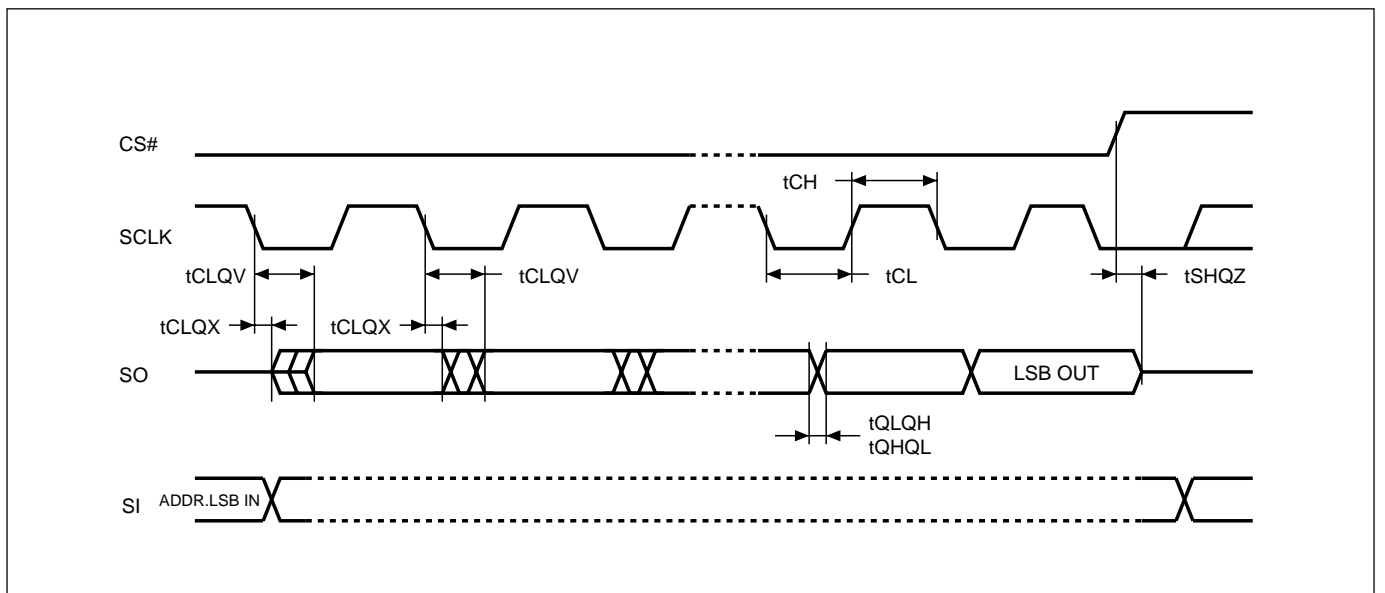 CS#
tCH
SCLK
tCLQV
tCLQV
tCL
tSHQZ
tCLQX
tCLQX
SO
LSB OUT
tQLQH
tQHQL
SI
ADDR.LSB IN